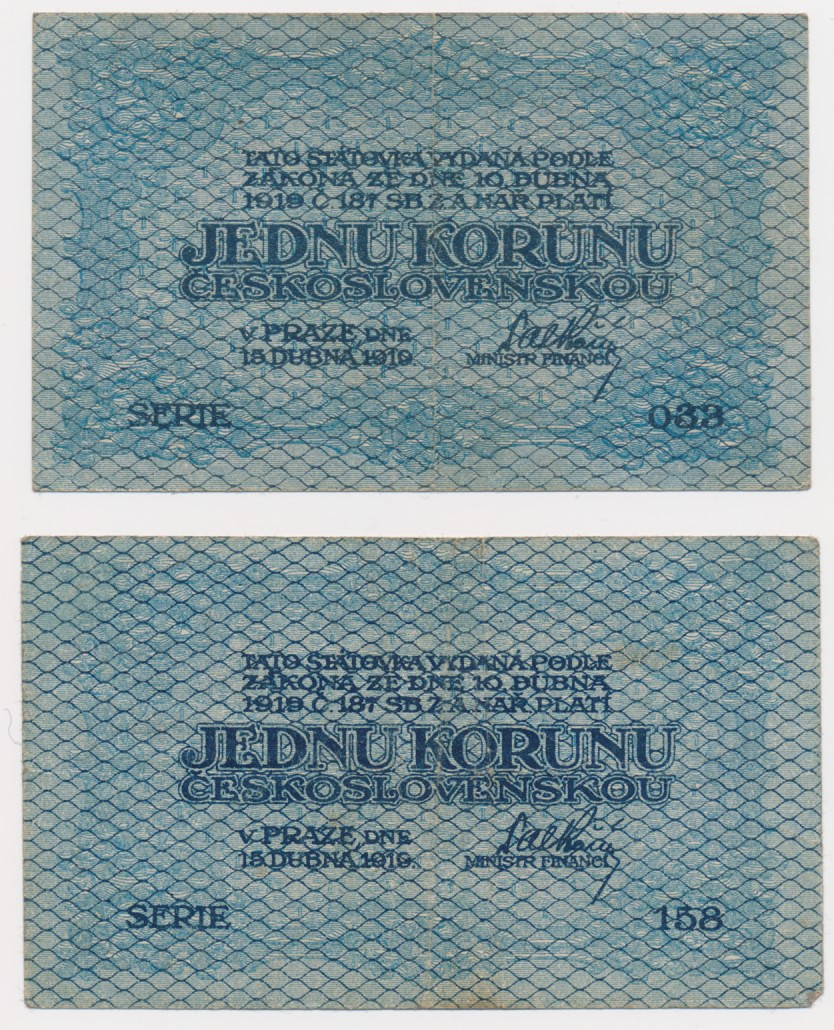 TATO STÁTOVKA VYDANÁ PODLE
ZÁKONA ZE DNE 10. DUBNA
1919 Č. 187 SB. Z. A NAŘ. PLATÍ
JEDNU KORUNU
ČESKOSLOVENSKOU
V PRAZE, DNE
15. DUBNA 1919.
MINISTR FINANCÍ
SERIE 033
TATO STÁTOVKA VYDANÁ PODLE
ZÁKONA ZE DNE 10. DUBNA
1919 Č. 187 SB. Z. A NAŘ. PLATÍ
JEDNU KORUNU
ČESKOSLOVENSKOU
V PRAZE, DNE
15. DUBNA 1919.
MINISTR FINANCÍ
SERIE 158